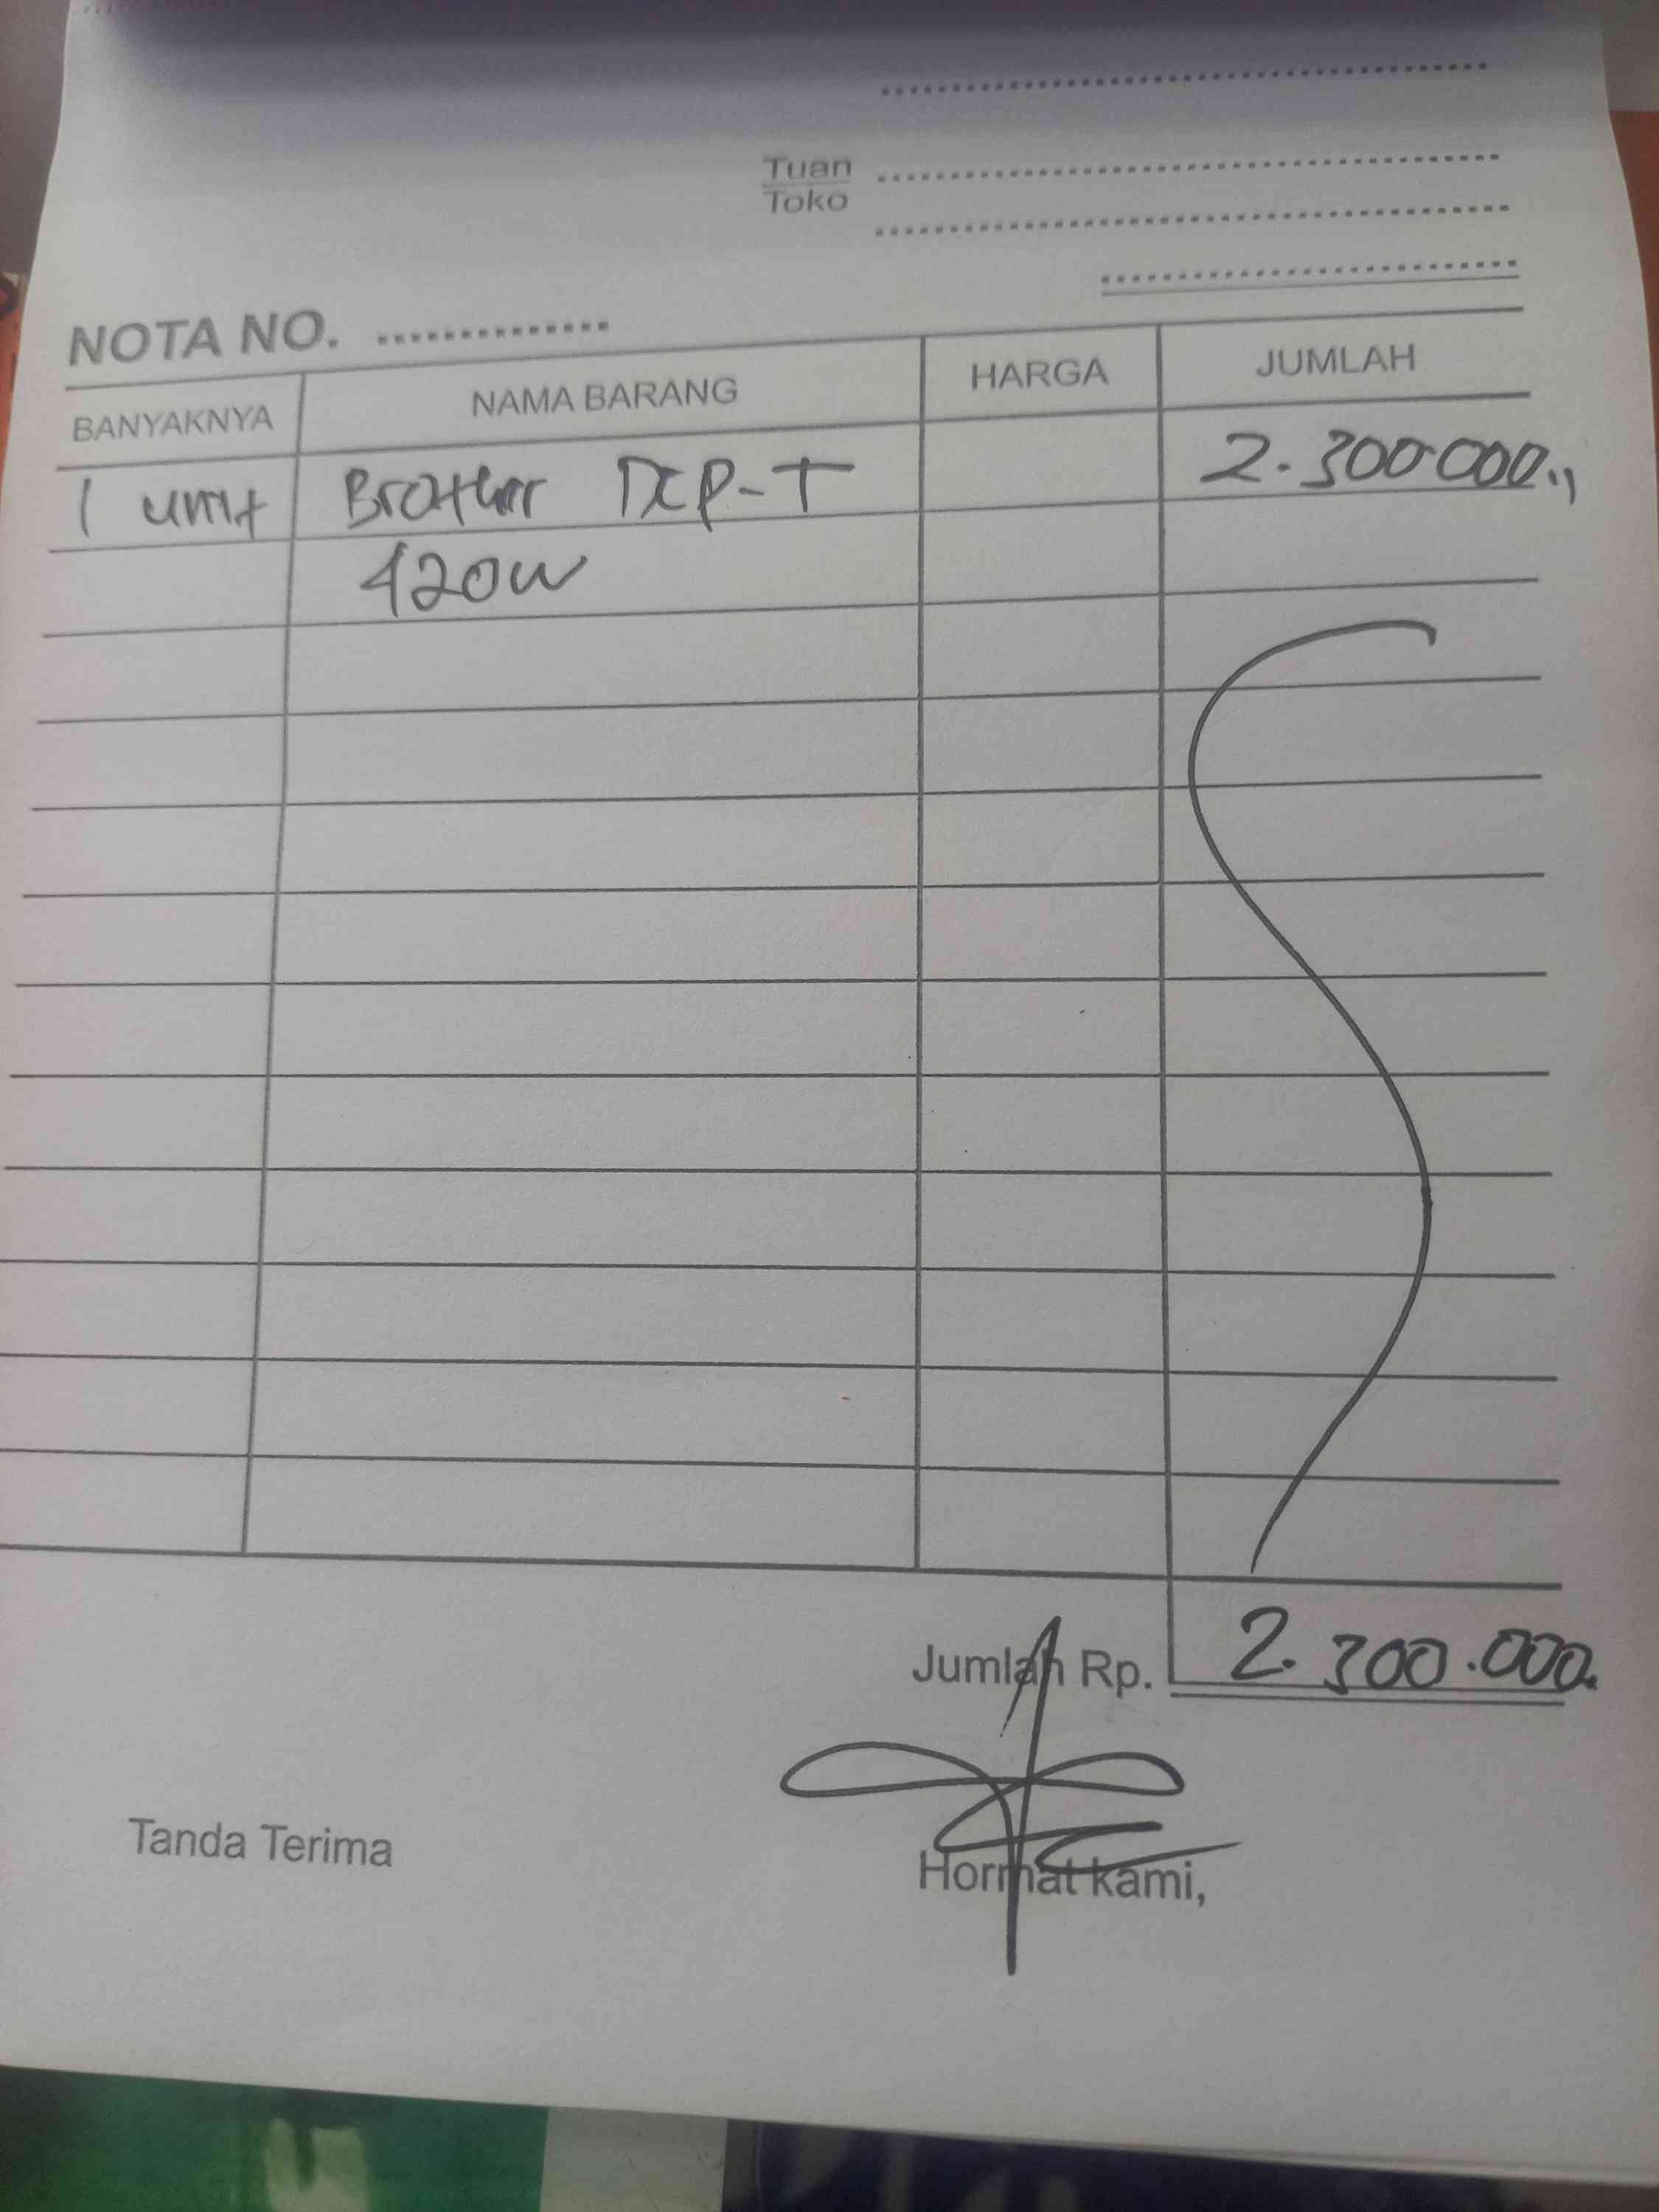 Tuan
Toko
NOTA NO. ..............
BANYAKNYA NAMA BARANG HARGA JUMLAH
1 unit Brother DCP-T 2.300.000.,
420W
Jumlah Rp. 2.300.000.
Tanda Terima
Hormat kami,